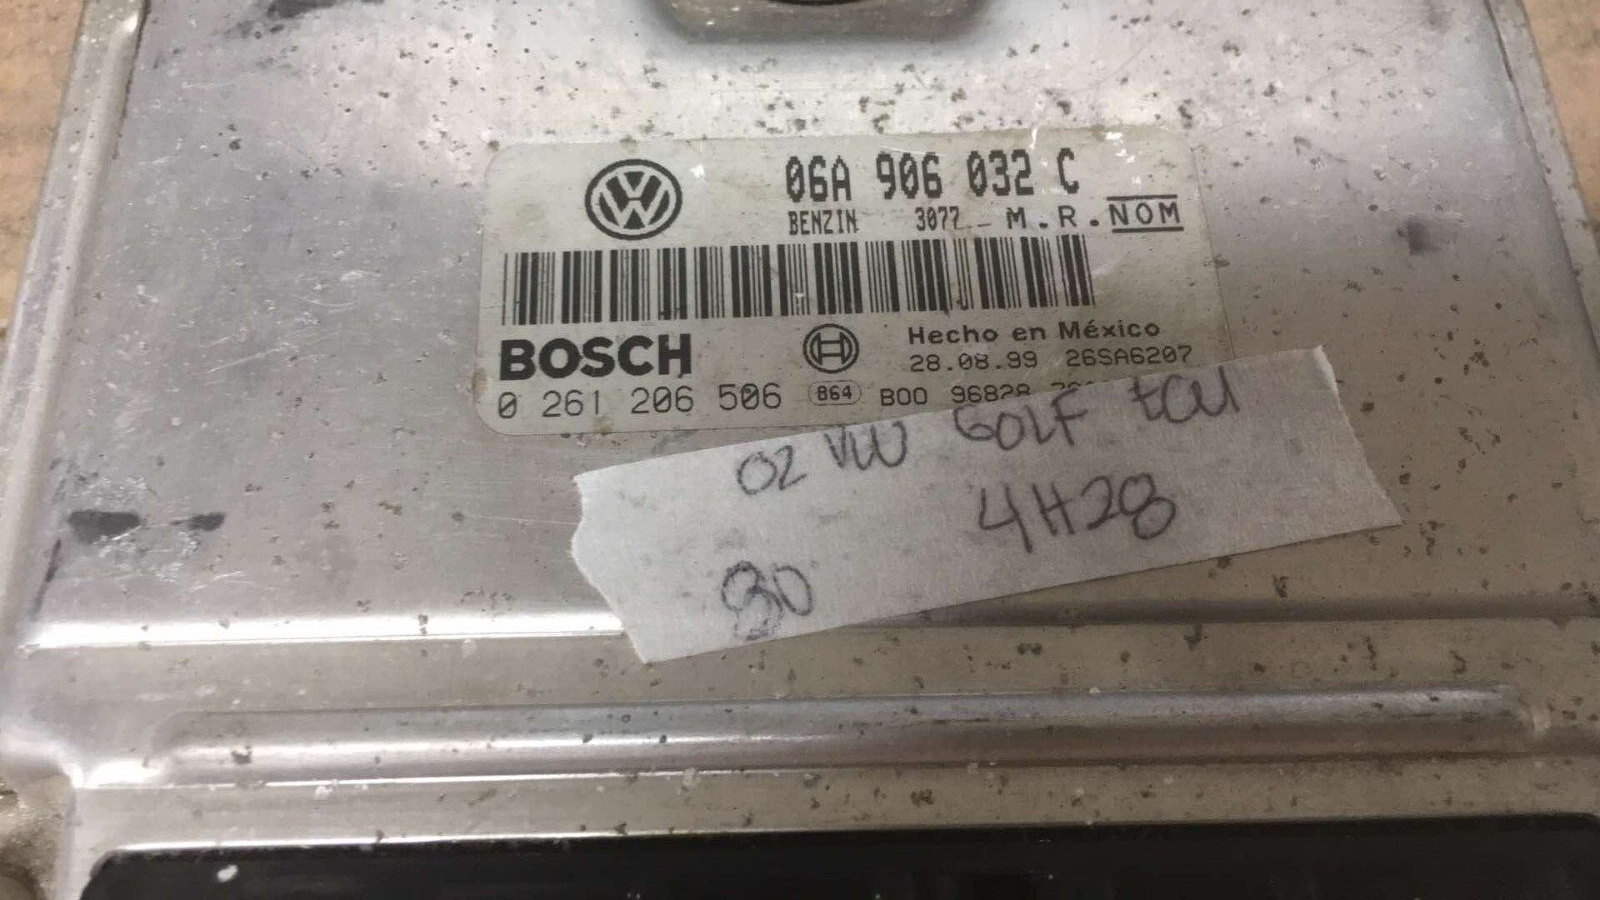 06A 906 032 C
BENZIN 3077 M.R. NOM
BOSCH
Hecho en México
28.08.99 26SA6207
0 261 206 506 864 B00 96828
02 VW GOLF ECU
4H28